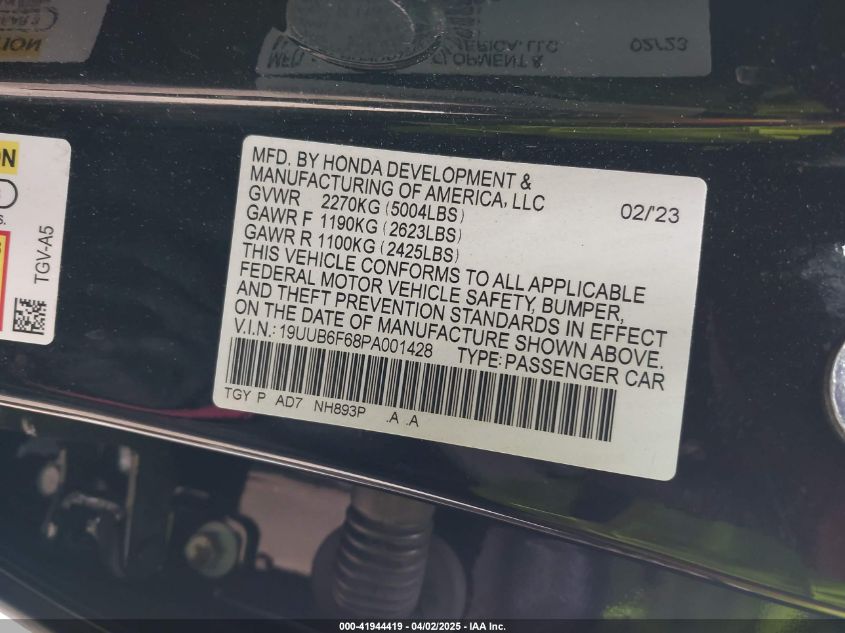 MFD. BY HONDA DEVELOPMENT &
MANUFACTURING OF AMERICA, LLC
02/'23
GVWR 2270KG (5004LBS)
GAWR F 1190KG (2623LBS)
GAWR R 1100KG (2425LBS)
THIS VEHICLE CONFORMS TO ALL APPLICABLE
FEDERAL MOTOR VEHICLE SAFETY, BUMPER,
AND THEFT PREVENTION STANDARDS IN EFFECT
ON THE DATE OF MANUFACTURE SHOWN ABOVE.
V.I.N.: 19UUB6F68PA001428 TYPE: PASSENGER CAR
TGY P AD7 NH893P .A .A
TGV-A5
000-41944419 - 04/02/2025 - IAA Inc.